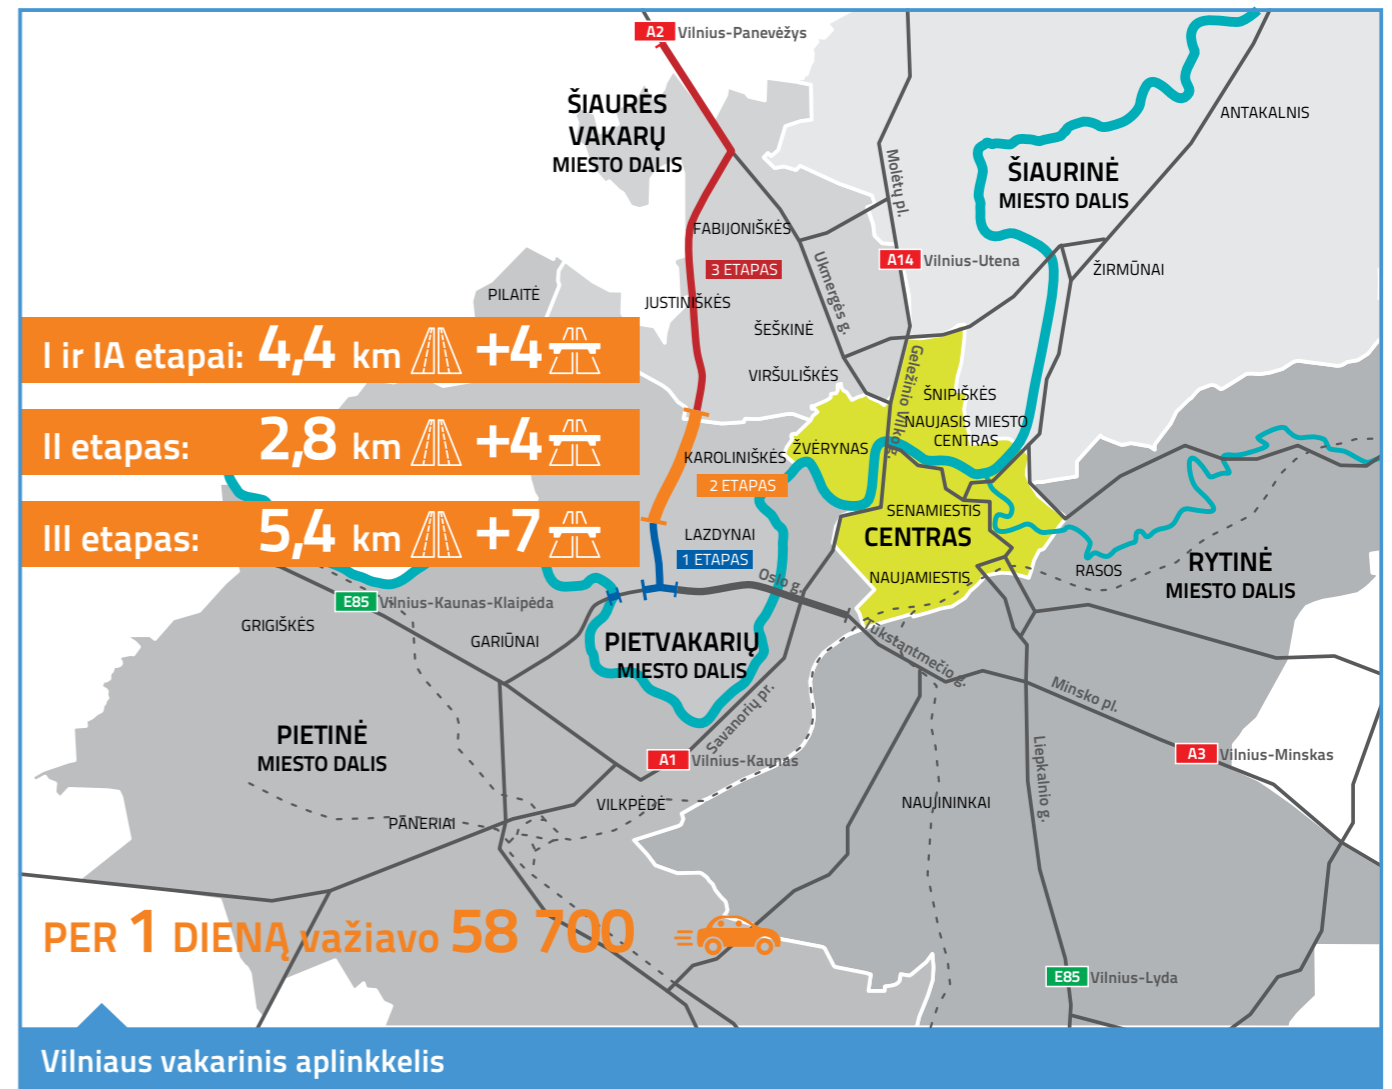 A2 Vilnius-Panevėžys
ŠIAURĖS
VAKARŲ
MIESTO DALIS
ANTAKALNIS
Molėtų pl.
ŠIAURINĖ
MIESTO DALIS
FABIJONIŠKĖS
3 ETAPAS
Ukmergės g.
A14 Vilnius-Utena
ŽIRMŪNAI
PILAITĖ
JUSTINIŠKĖS
ŠEŠKINĖ
I ir IA etapai: 4,4 km +4
VIRŠULIŠKĖS
Geležinio Vilko g.
ŠNIPIŠKĖS
NAUJASIS MIESTO
CENTRAS
II etapas: 2,8 km +4
KAROLINIŠKĖS
ŽVĖRYNAS
2 ETAPAS
III etapas: 5,4 km +7
SENAMIESTIS
CENTRAS
LAZDYNAI
1 ETAPAS
NAUJAMIESTIS
RASOS
RYTINĖ
MIESTO DALIS
Oslo g.
E85 Vilnius-Kaunas-Klaipėda
GRIGIŠKĖS
GARIŪNAI
PIETVAKARIŲ
MIESTO DALIS
Tūkstantmečio g.
Minsko pl.
Savanorių pr.
PIETINĖ
MIESTO DALIS
A1 Vilnius-Kaunas
Liepkalnio g.
A3 Vilnius-Minskas
VILKPĖDĖ
NAUJININKAI
PANERIAI
PER 1 DIENĄ važiavo 58 700
E85 Vilnius-Lyda
Vilniaus vakarinis aplinkkelis